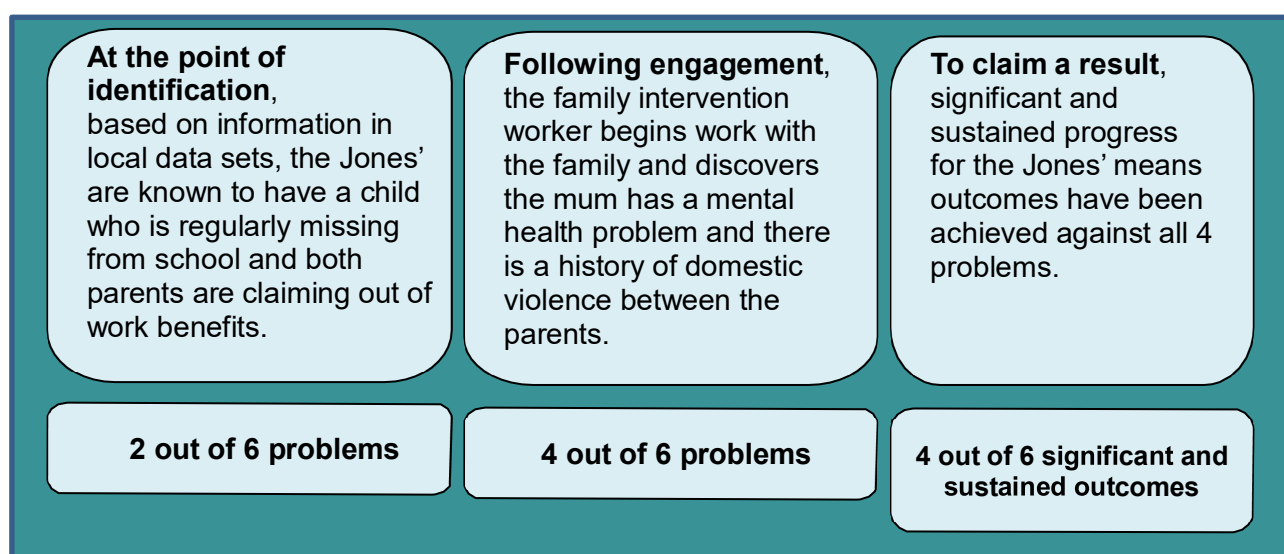 At the point of
identification,
based on information in
local data sets, the Jones’
are known to have a child
who is regularly missing
from school and both
parents are claiming out of
work benefits.
2 out of 6 problems
Following engagement,
the family intervention
worker begins work with
the family and discovers
the mum has a mental
health problem and there
is a history of domestic
violence between the
parents.
4 out of 6 problems
To claim a result,
significant and
sustained progress
for the Jones’ means
outcomes have been
achieved against all 4
problems.
4 out of 6 significant and
sustained outcomes